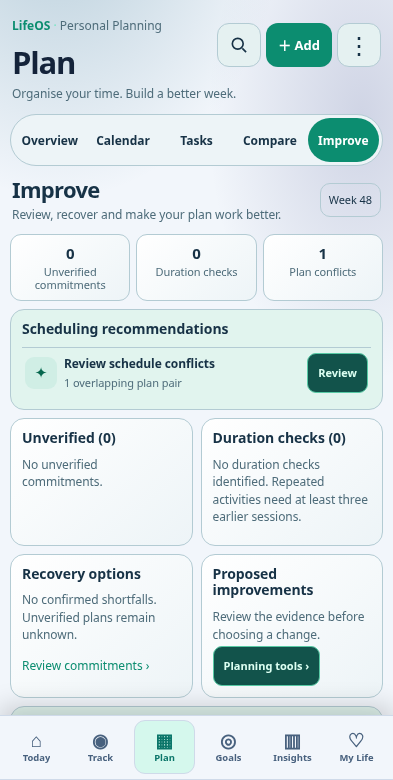 LifeOS Personal Planning
Plan
+ Add
Organise your time. Build a better week.
Overview Calendar Tasks Compare Improve
Improve
Review, recover and make your plan work better.
Week 48
0
Unverified
commitments
0
Duration checks
1
Plan conflicts
Scheduling recommendations
Review schedule conflicts
1 overlapping plan pair
Review
Unverified (0)
No unverified
commitments.
Duration checks (0)
No duration checks
identified. Repeated
activities need at least three
earlier sessions.
Recovery options
No confirmed shortfalls.
Unverified plans remain
unknown.
Review commitments ›
Proposed
improvements
Review the evidence before
choosing a change.
Planning tools ›
Today Track Plan Goals Insights My Life